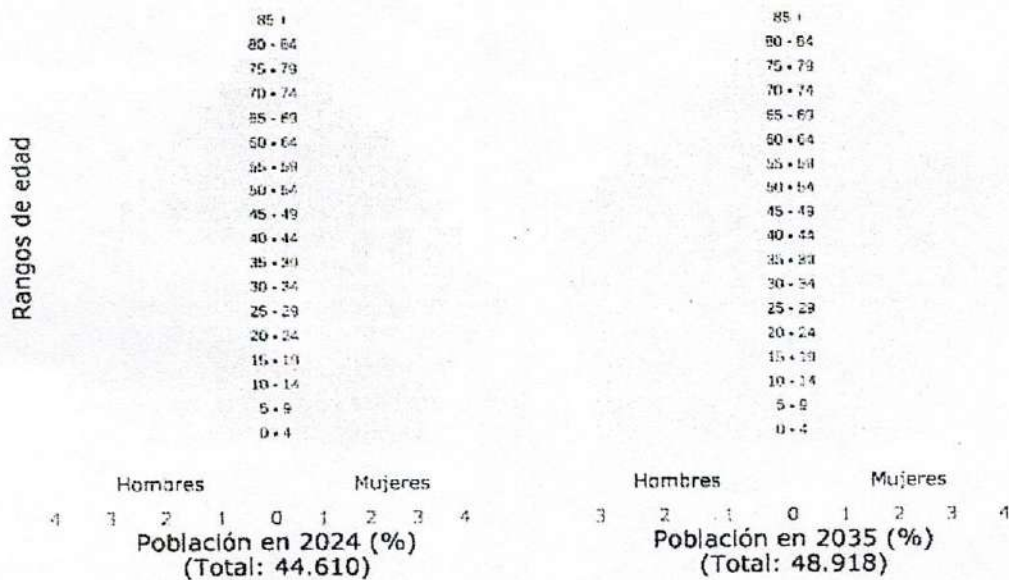 Rangos de edad
85 +
80 - 84
75 - 79
70 - 74
65 - 69
60 - 64
55 - 59
50 - 54
45 - 49
40 - 44
35 - 39
30 - 34
25 - 29
20 - 24
15 - 19
10 - 14
5 - 9
0 - 4
Hombres Mujeres
4 3 2 1 0 1 2 3 4
Población en 2024 (%)
(Total: 44.610)
85 +
80 - 84
75 - 79
70 - 74
65 - 69
60 - 64
55 - 59
50 - 54
45 - 49
40 - 44
35 - 39
30 - 34
25 - 29
20 - 24
15 - 19
10 - 14
5 - 9
0 - 4
Hombres Mujeres
3 2 1 0 1 2 3 4
Población en 2035 (%)
(Total: 48.918)